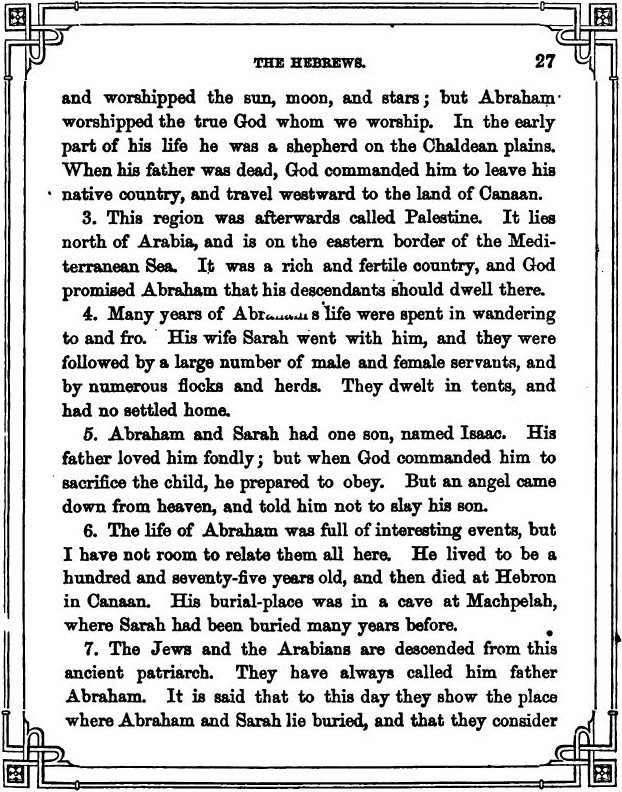 THE HEBREWS. 27
and worshipped the sun, moon, and stars; but Abraham
worshipped the true God whom we worship. In the early
part of his life he was a shepherd on the Chaldean plains.
When his father was dead, God commanded him to leave his
native country, and travel westward to the land of Canaan.
3. This region was afterwards called Palestine. It lies
north of Arabia, and is on the eastern border of the Medi-
terranean Sea. It was a rich and fertile country, and God
promised Abraham that his descendants should dwell there.
4. Many years of life were spent in wandering
to and fro. His wife Sarah went with him, and they were
followed by a large number of male and female servants, and
by numerous flocks and herds. They dwelt in tents, and
had no settled home.
5. Abraham and Sarah had one son, named Isaac. His
father loved him fondly; but when God commanded him to
sacrifice the child, he prepared to obey. But an angel came
down from heaven, and told him not to slay his son.
6. The life of Abraham was full of interesting events, but
I have not room to relate them all here. He lived to be a
hundred and seventy-five years old, and then died at Hebron
in Canaan. His burial-place was in a cave at Machpelah,
where Sarah had been buried many years before.
7. The Jews and the Arabians are descended from this
ancient patriarch. They have always called him father
Abraham. It is said that to this day they show the place
where Abraham and Sarah lie buried, and that they consider